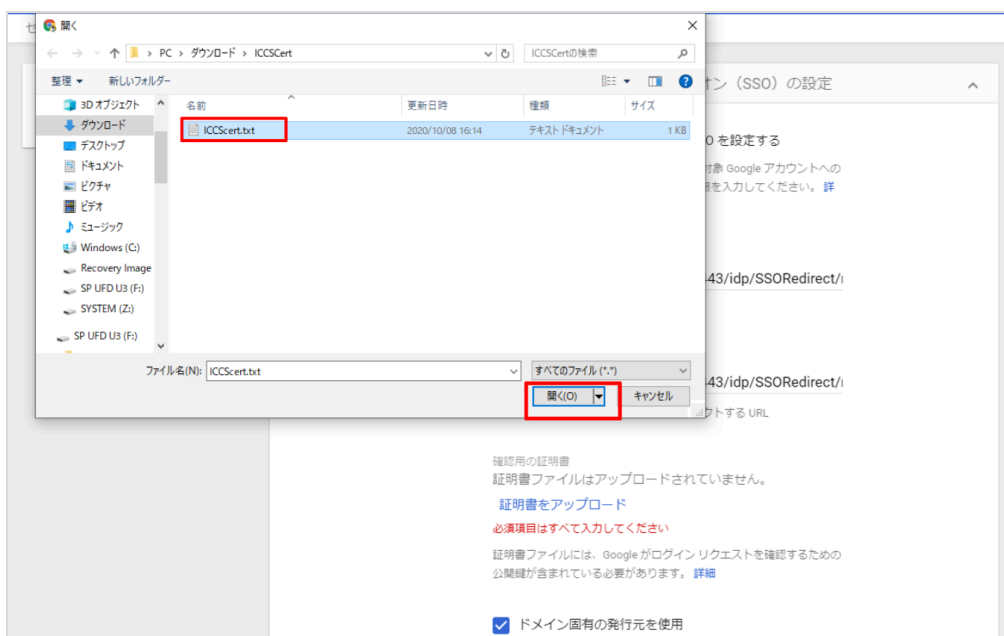 開く
PC › ダウンロード › ICCSCert
ICCSCertの検索
整理
新しいフォルダー
3D オブジェクト
ダウンロード
デスクトップ
ドキュメント
ピクチャ
ビデオ
ミュージック
Windows (C:)
Recovery Image
SP UFD U3 (F:)
SYSTEM (Z:)
SP UFD U3 (F:)
名前 更新日時 種類 サイズ
ICCScert.txt 2020/10/08 16:14 テキスト ドキュメント 1 KB
ファイル名(N): ICCScert.txt
すべてのファイル (*.*)
開く(O) キャンセル
オン（SSO）の設定
O を設定する
対象 Google アカウントへの
を入力してください。 詳
43/idp/SSORedirect/
43/idp/SSORedirect/
クトする URL
確認用の証明書
証明書ファイルはアップロードされていません。
証明書をアップロード
必須項目はすべて入力してください
証明書ファイルには、Google がログイン リクエストを確認するための
公開鍵が含まれている必要があります。 詳細
ドメイン固有の発行元を使用